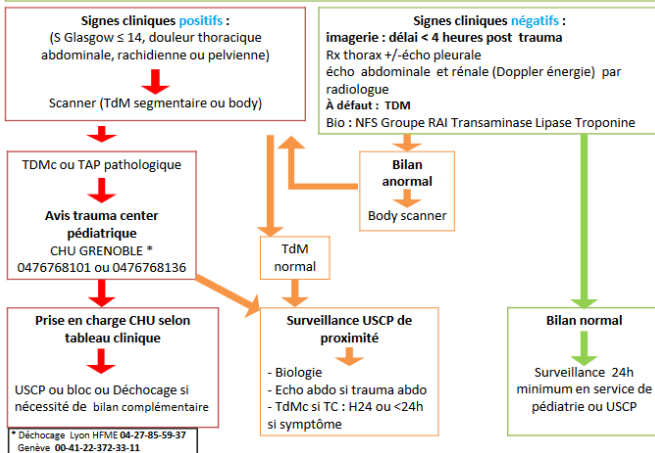 Signes cliniques positifs :
(S Glasgow ≤ 14, douleur thoracique
abdominale, rachidienne ou pelvienne)
Scanner (TdM segmentaire ou body)
Signes cliniques négatifs :
imagerie : délai < 4 heures post trauma
Rx thorax +/-écho pleurale
écho abdominale et rénale (Doppler énergie) par
radiologue
À défaut : TDM
Bio : NFS Groupe RAI Transaminase Lipase Troponine
TDMc ou TAP pathologique
Avis trauma center
pédiatrique
CHU GRENOBLE *
0476768101 ou 0476768136
Bilan
anormal
Body scanner
TdM
normal
Prise en charge CHU selon
tableau clinique
USCP ou bloc ou Déchocage si
nécessité de bilan complémentaire
Surveillance USCP de
proximité
- Biologie
- Echo abdo si trauma abdo
- TdMc si TC : H24 ou <24h
si symptôme
Bilan normal
Surveillance 24h
minimum en service de
pédiatrie ou USCP
* Déchocage Lyon HFME 04-27-85-59-37
Genève 00-41-22-372-33-11